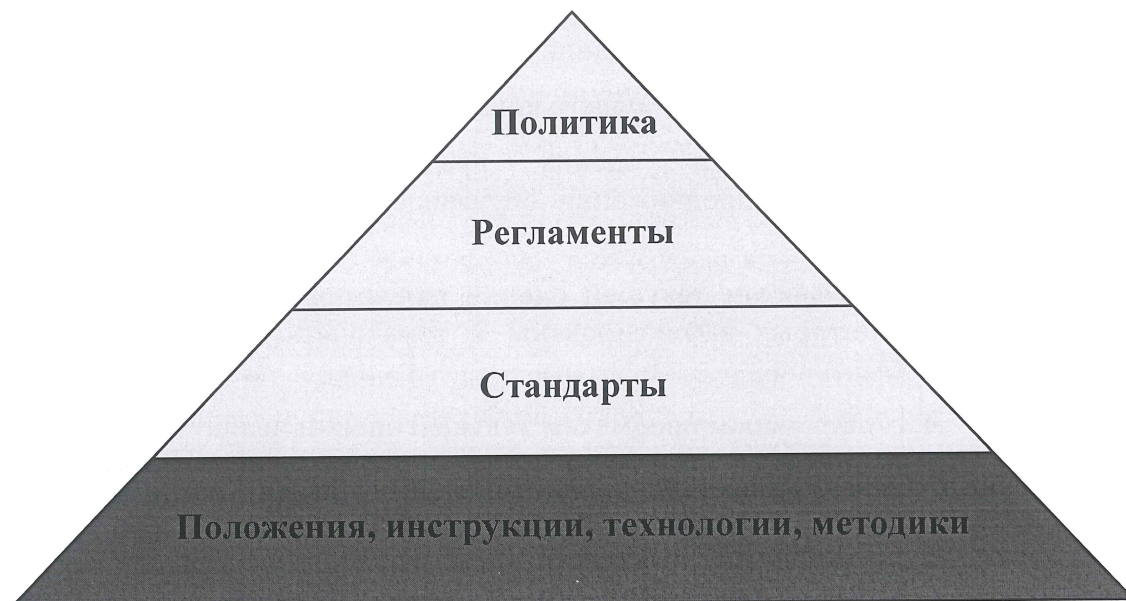 Политика
Регламенты
Стандарты
Положения, инструкции, технологии, методики